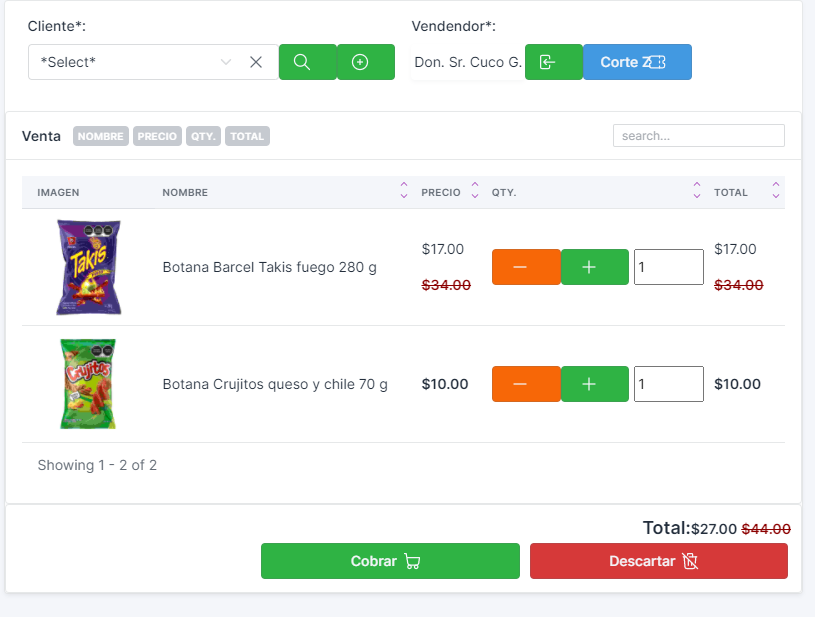 Cliente*:
Vendendor*:
*Select*
Don. Sr. Cuco G.
Corte Z
Venta NOMBRE PRECIO QTY. TOTAL
search...
IMAGEN NOMBRE PRECIO QTY. TOTAL
Takis
Botana Barcel Takis fuego 280 g
$17.00
$34.00
1
$17.00
$34.00
Crujitos
Botana Crujitos queso y chile 70 g
$10.00
1
$10.00
Showing 1 - 2 of 2
Total:$27.00 $44.00
Cobrar
Descartar